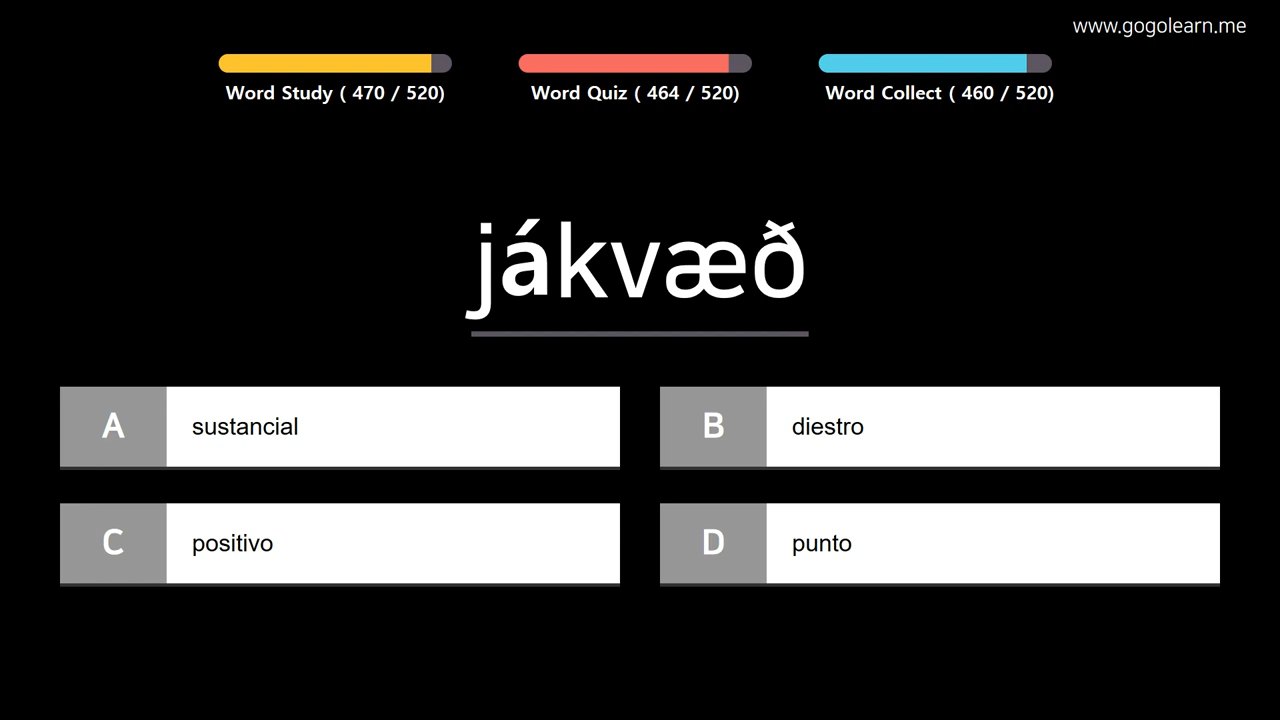 www.gogolearn.me
Word Study ( 470 / 520)
Word Quiz ( 464 / 520)
Word Collect ( 460 / 520)
jákvæð
A sustancial
B diestro
C positivo
D punto